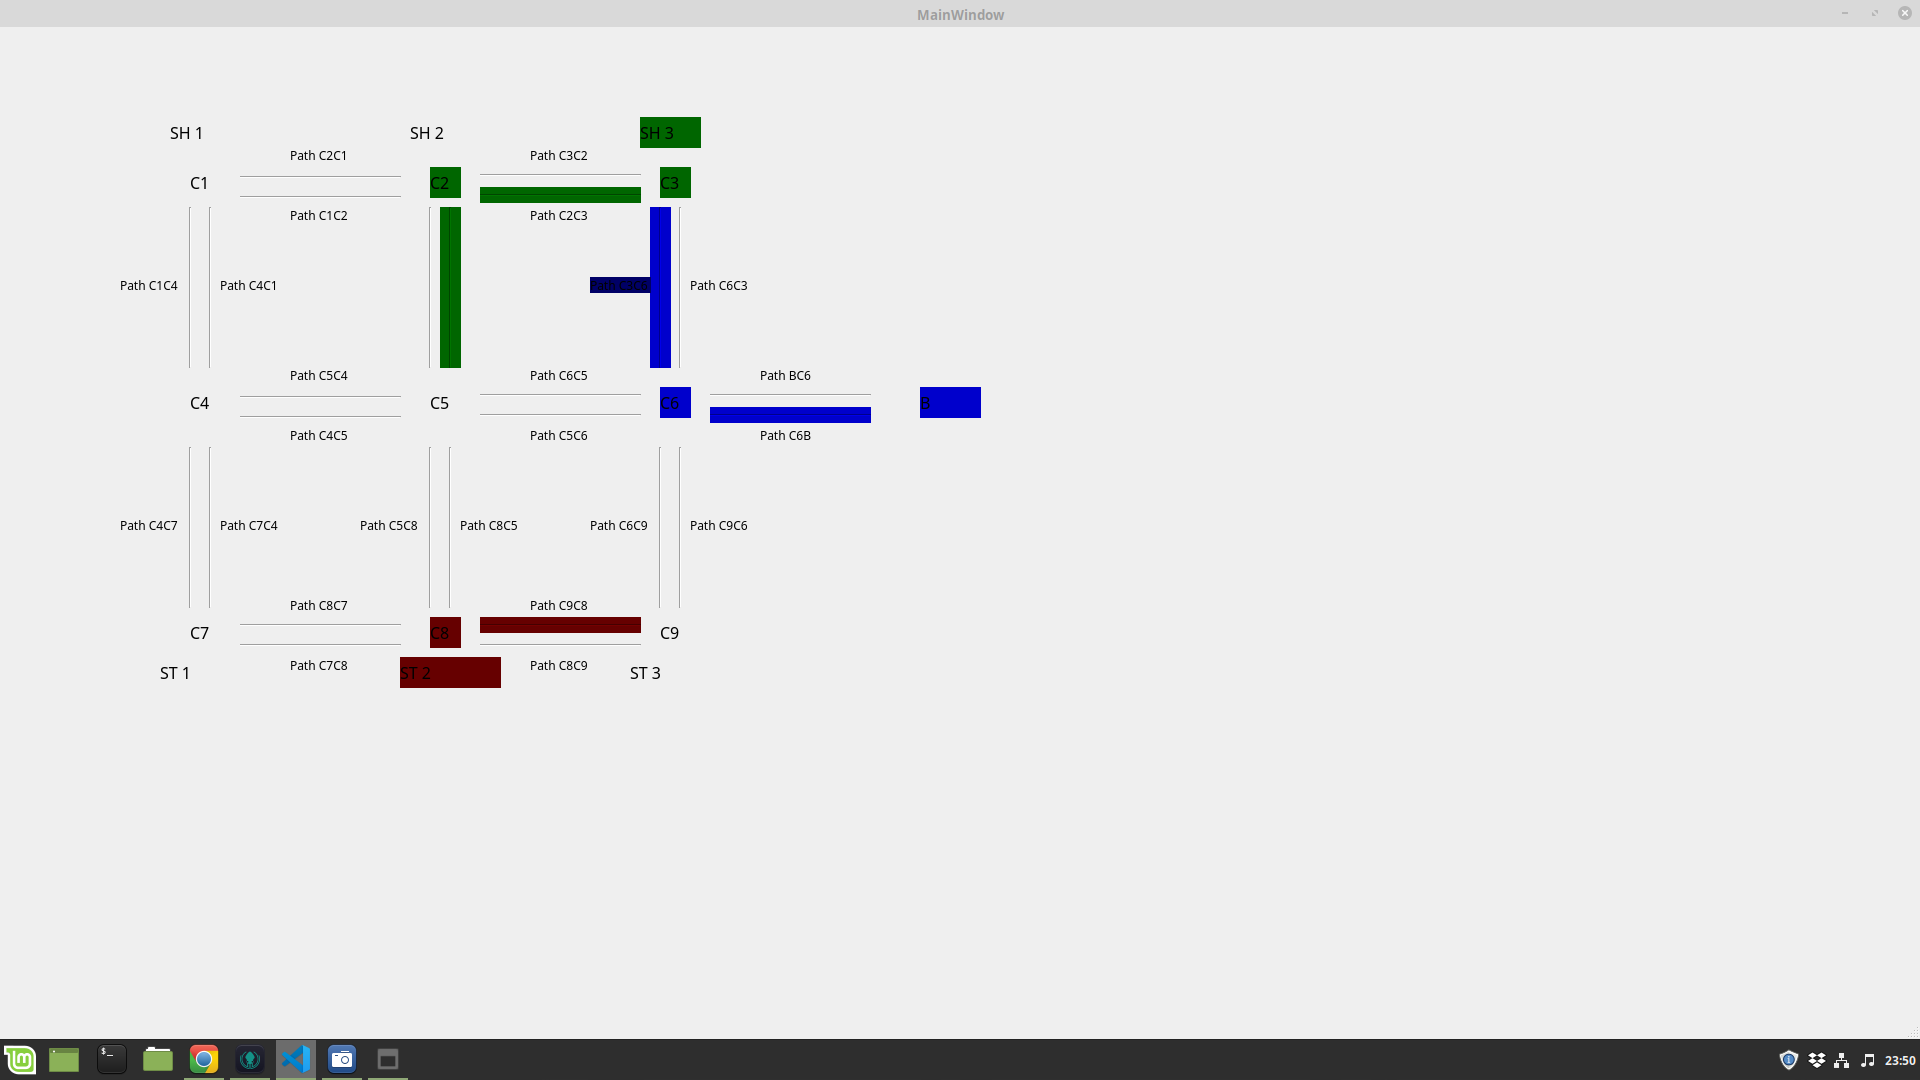 MainWindow
SH 1
SH 2
SH 3
Path C2C1
Path C3C2
C1
C2
C3
Path C1C2
Path C2C3
Path C1C4
Path C4C1
Path C6C3
Path C5C4
Path C6C5
Path BC6
C4
C5
C6
B
Path C4C5
Path C5C6
Path C6B
Path C4C7
Path C7C4
Path C5C8
Path C8C5
Path C6C9
Path C9C6
Path C8C7
Path C9C8
C7
C8
C9
Path C7C8
Path C8C9
ST 1
ST 2
ST 3
23:50